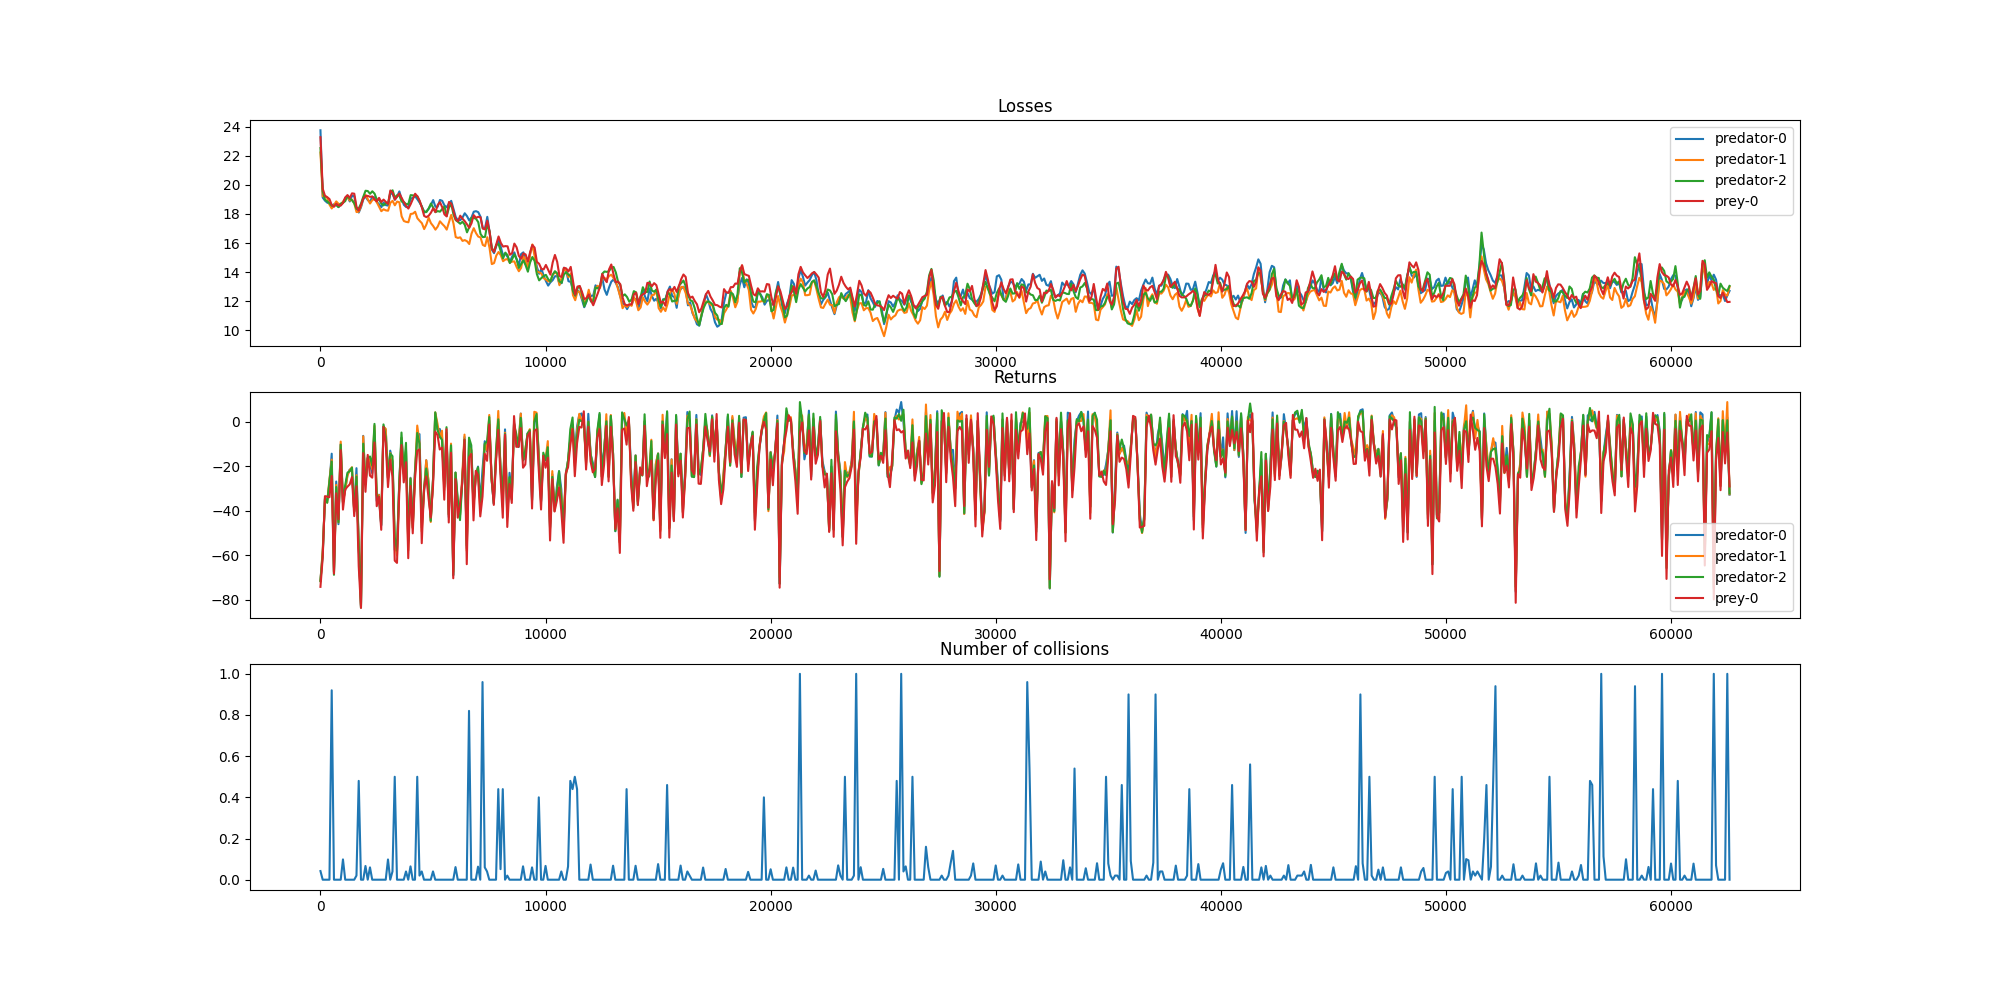 Losses
24
22
20
18
16
14
12
10
predator-0
predator-1
predator-2
prey-0
0 10000 20000 30000 40000 50000 60000
Returns
0
−20
−40
−60
−80
predator-0
predator-1
predator-2
prey-0
0 10000 20000 30000 40000 50000 60000
Number of collisions
1.0
0.8
0.6
0.4
0.2
0.0
0 10000 20000 30000 40000 50000 60000